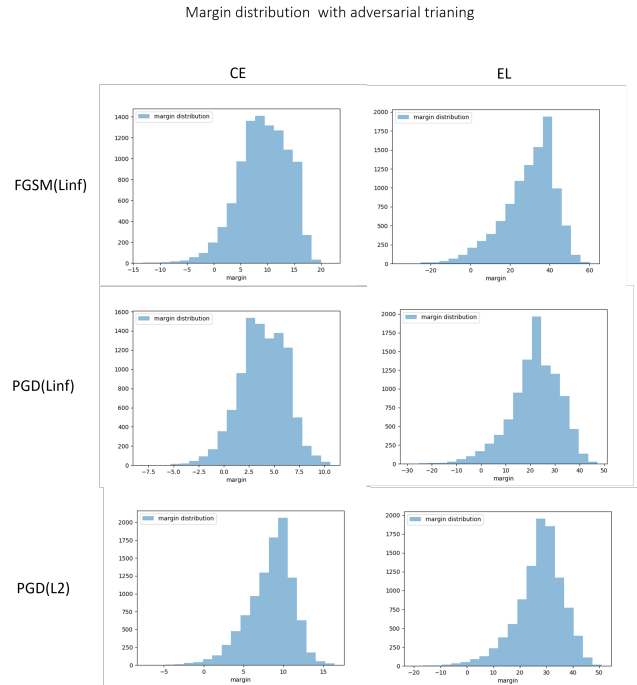 Margin distribution with adversarial trianing
CE
EL
FGSM(Linf)
margin distribution
1400
1200
1000
800
600
400
200
0
−15 −10 −5 0 5 10 15 20
margin
margin distribution
2000
1750
1500
1250
1000
750
500
250
0
−20 0 20 40 60
margin
PGD(Linf)
margin distribution
1600
1400
1200
1000
800
600
400
200
0
−7.5 −5.0 −2.5 0.0 2.5 5.0 7.5 10.0
margin
margin distribution
2000
1750
1500
1250
1000
750
500
250
0
−30 −20 −10 0 10 20 30 40 50
margin
PGD(L2)
margin distribution
2000
1750
1500
1250
1000
750
500
250
0
−5 0 5 10 15
margin
margin distribution
2000
1750
1500
1250
1000
750
500
250
0
−20 −10 0 10 20 30 40 50
margin